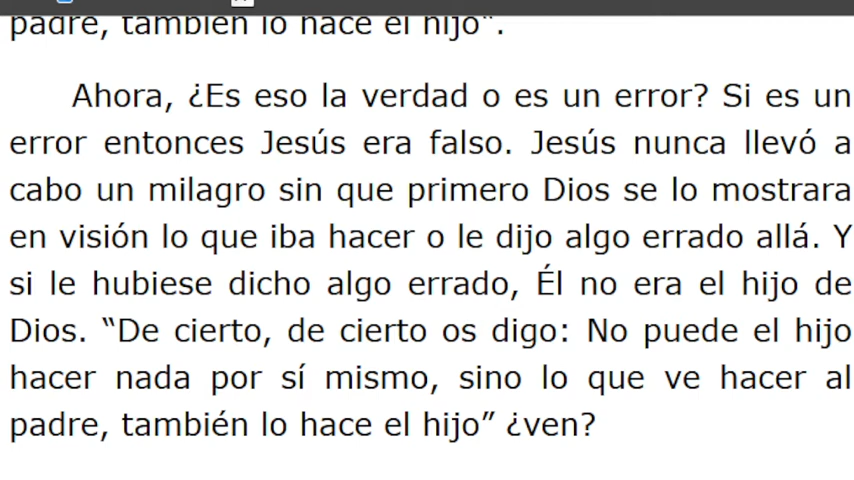 padre, también lo hace el hijo”.
Ahora, ¿Es eso la verdad o es un error? Si es un
error entonces Jesús era falso. Jesús nunca llevó a
cabo un milagro sin que primero Dios se lo mostrara
en visión lo que iba hacer o le dijo algo errado allá. Y
si le hubiese dicho algo errado, Él no era el hijo de
Dios. “De cierto, de cierto os digo: No puede el hijo
hacer nada por sí mismo, sino lo que ve hacer al
padre, también lo hace el hijo” ¿ven?